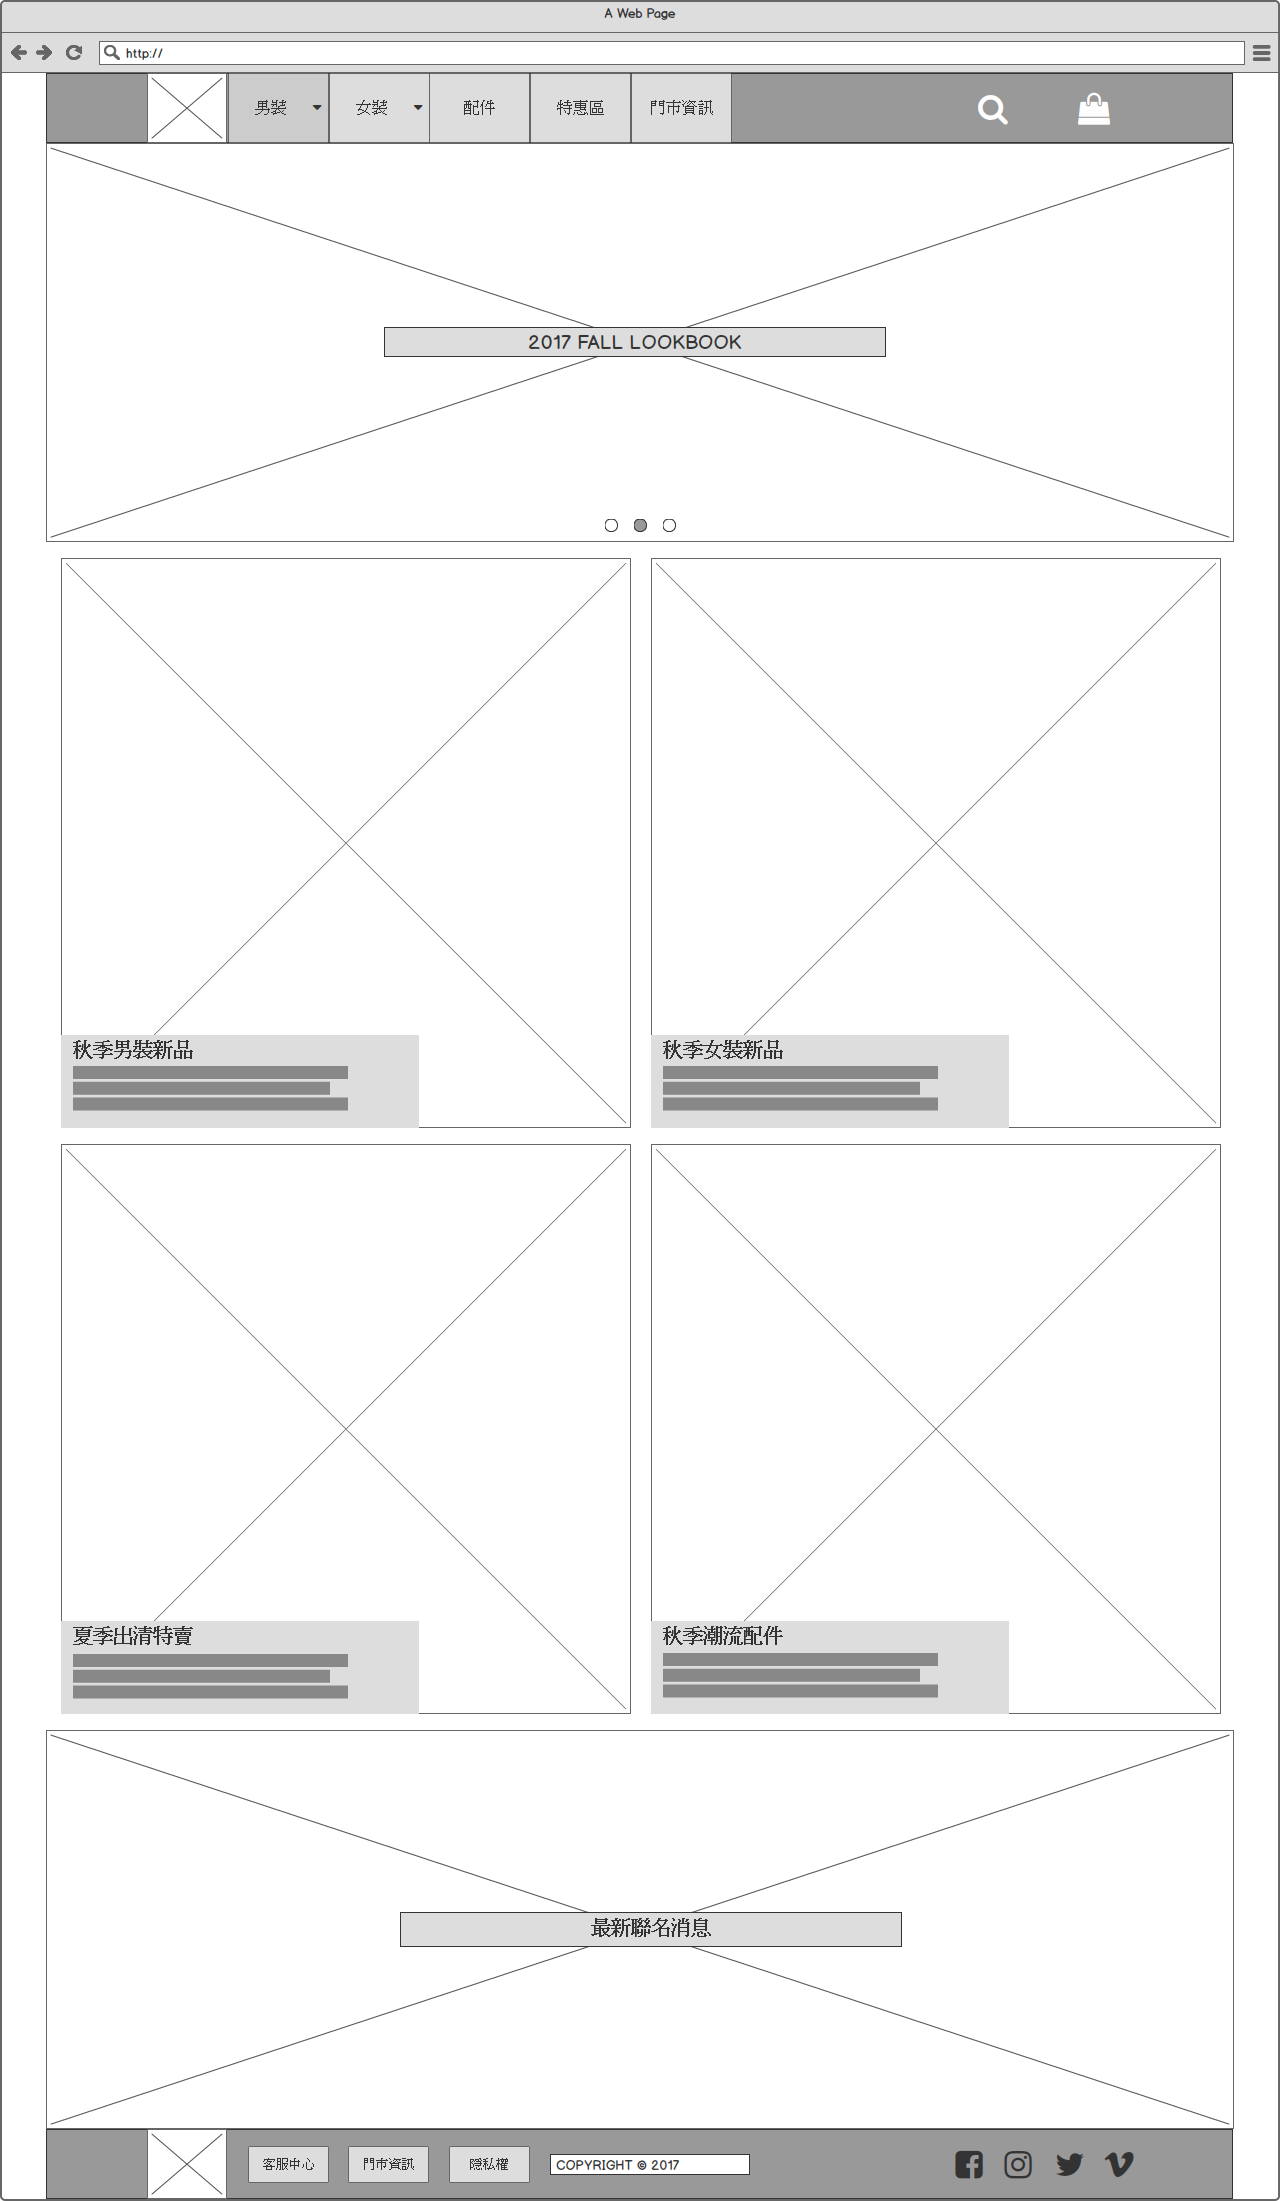 A Web Page
http://
男裝
女裝
配件
特惠區
門市資訊
2017 FALL LOOKBOOK
秋季男裝新品
秋季女裝新品
夏季出清特賣
秋季潮流配件
最新聯名消息
客服中心
門市資訊
隱私權
COPYRIGHT © 2017